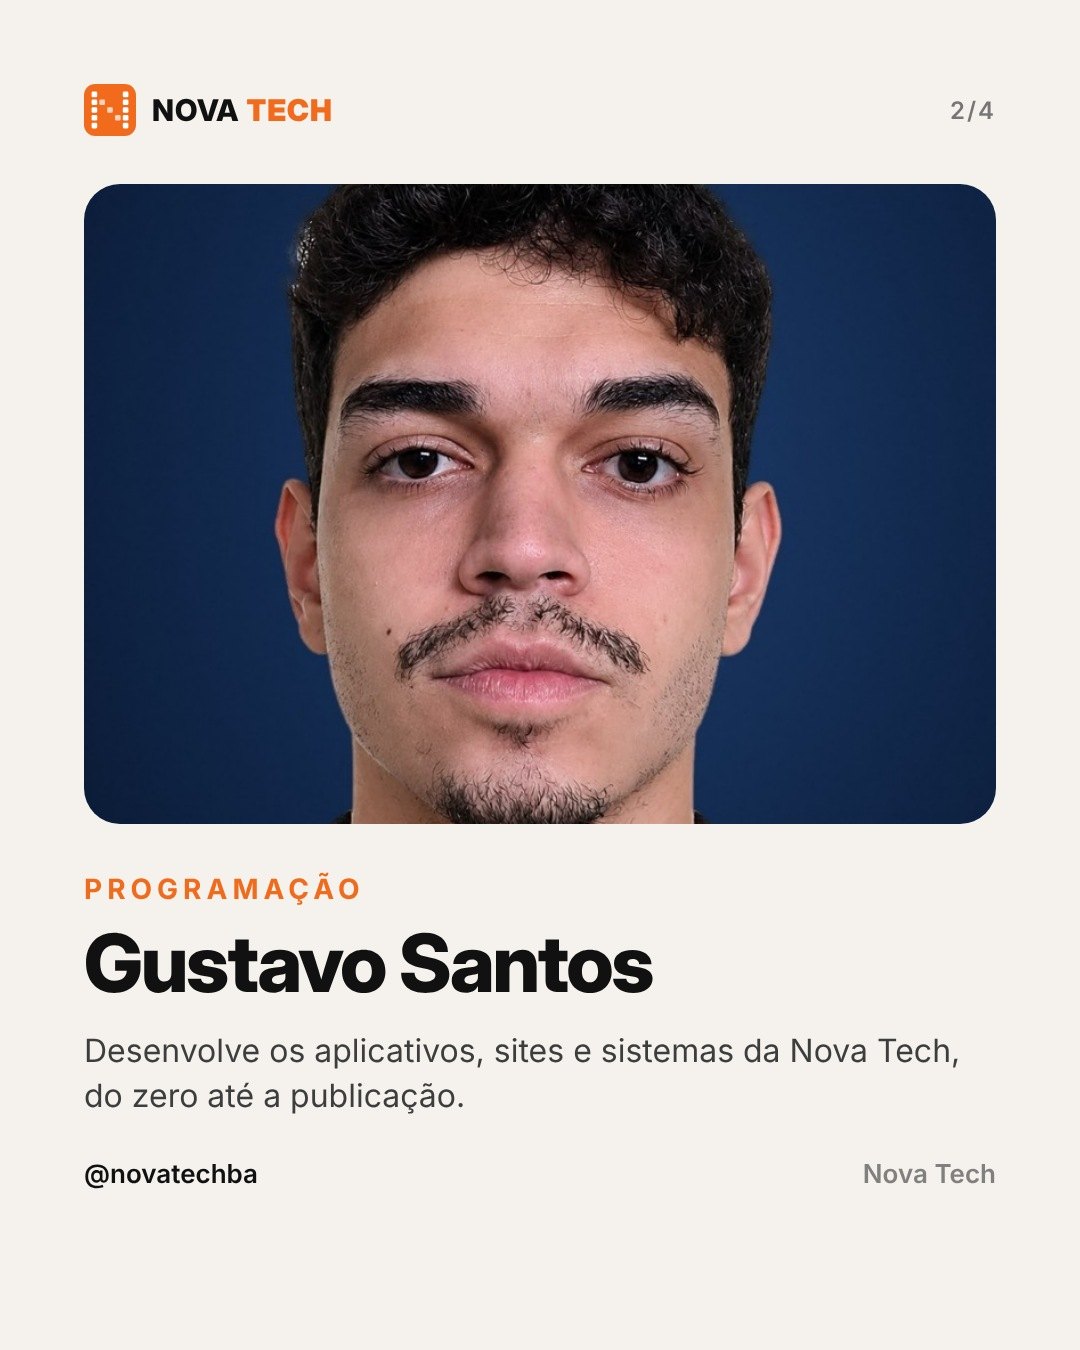 NOVA TECH
2/4
PROGRAMAÇÃO
Gustavo Santos
Desenvolve os aplicativos, sites e sistemas da Nova Tech,
do zero até a publicação.
@novatechba
Nova Tech